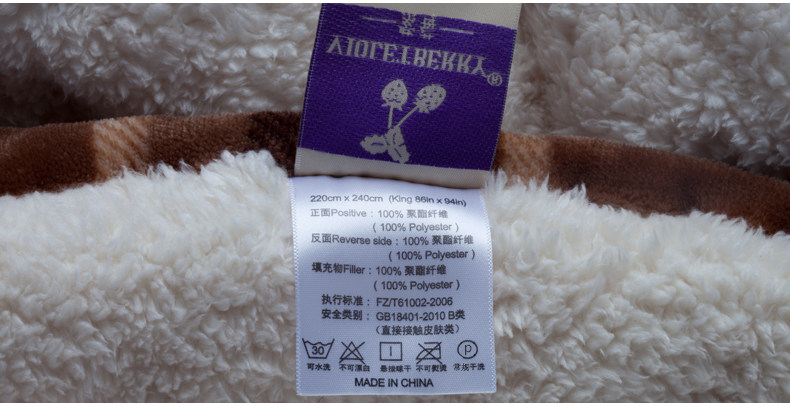 VIOLETBERRY®
220cm x 240cm (King 86in x 94in)
正面Positive : 100% 聚酯纤维
( 100% Polyester )
反面Reverse side : 100% 聚酯纤维
( 100% Polyester )
填充物Filler : 100% 聚酯纤维
( 100% Polyester )
执行标准: FZ/T61002-2006
安全类别: GB18401-2010 B类
（直接接触皮肤类）
30 P
可水洗 不可漂白 悬挂晾干 不可熨烫 常规干洗
MADE IN CHINA